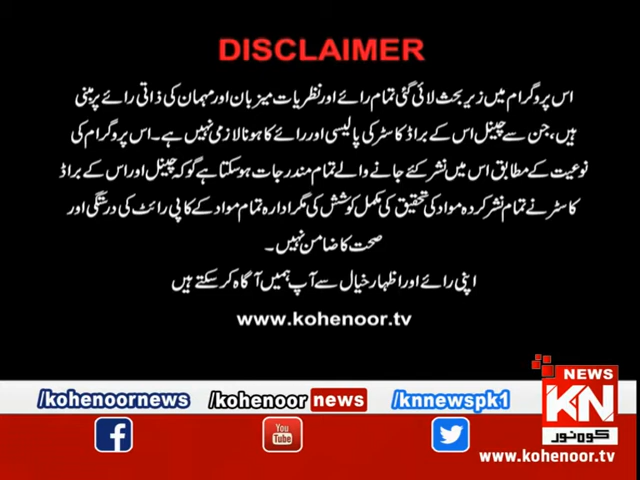 DISCLAIMER
اس پروگرام میں زیر بحث لائی گئی تمام رائے اور نظریات میزبان اور مہمان کی ذاتی رائے پر مبنی
ہیں، جن سے چینل اس کے براڈ کاسٹر کی پالیسی اور رائے کا ہونا لازمی نہیں ہے۔ اس پروگرام کی
نوعیت کے مطابق اس میں نشر کئے جانے والے تمام مندرجات ہو سکتا ہے گو کہ چینل اور اس کے براڈ
کاسٹر نے تمام نشر کردہ مواد کی تحقیق کی مکمل کوشش کی مگر ادارہ تمام مواد کے کاپی رائٹ کی درستگی اور
صحت کا ضامن نہیں۔
اپنی رائے اور اظہار خیال سے آپ ہمیں آگاہ کر سکتے ہیں
www.kohenoor.tv
/kohenoornews /kohenoor news /knnewspk1
f You Tube
NEWS
KN
کوہ نور
www.kohenoor.tv